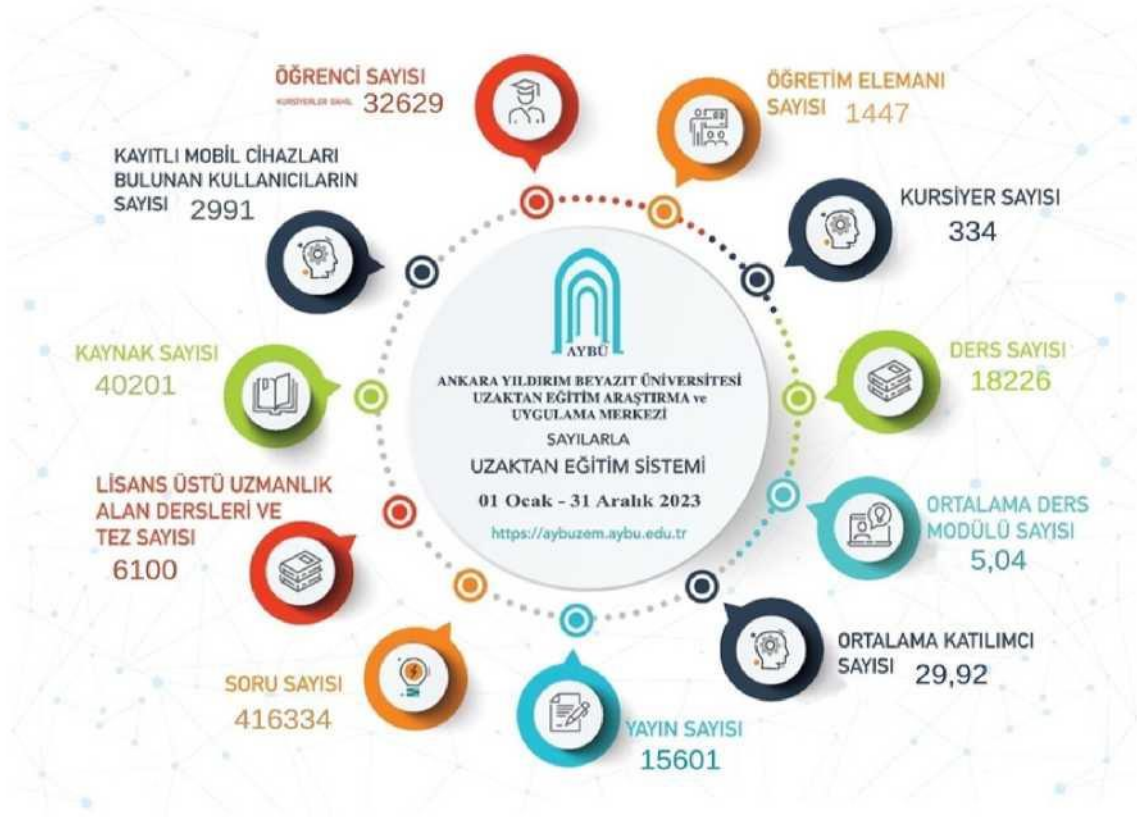 ÖĞRENCİ SAYISI
KURSİYERLER DAHİL 32629
ÖĞRETİM ELEMANI
SAYISI 1447
KAYITLI MOBİL CİHAZLARI
BULUNAN KULLANICILARIN
SAYISI 2991
KURSİYER SAYISI
334
KAYNAK SAYISI
40201
DERS SAYISI
18226
AYBÜ
ANKARA YILDIRIM BEYAZIT ÜNİVERSİTESİ
UZAKTAN EĞİTİM ARAŞTIRMA ve
UYGULAMA MERKEZİ
SAYILARLA
UZAKTAN EĞİTİM SİSTEMİ
01 Ocak - 31 Aralık 2023
https://aybuzem.aybu.edu.tr
LİSANS ÜSTÜ UZMANLIK
ALAN DERSLERİ VE
TEZ SAYISI
6100
ORTALAMA DERS
MODÜLÜ SAYISI
5,04
ORTALAMA KATILIMCI
SAYISI 29,92
SORU SAYISI
416334
YAYIN SAYISI
15601